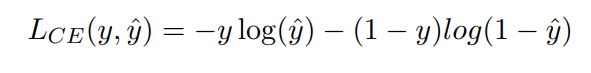 L_{CE}(y, ŷ) = −y log(ŷ) − (1 − y)log(1 − ŷ)